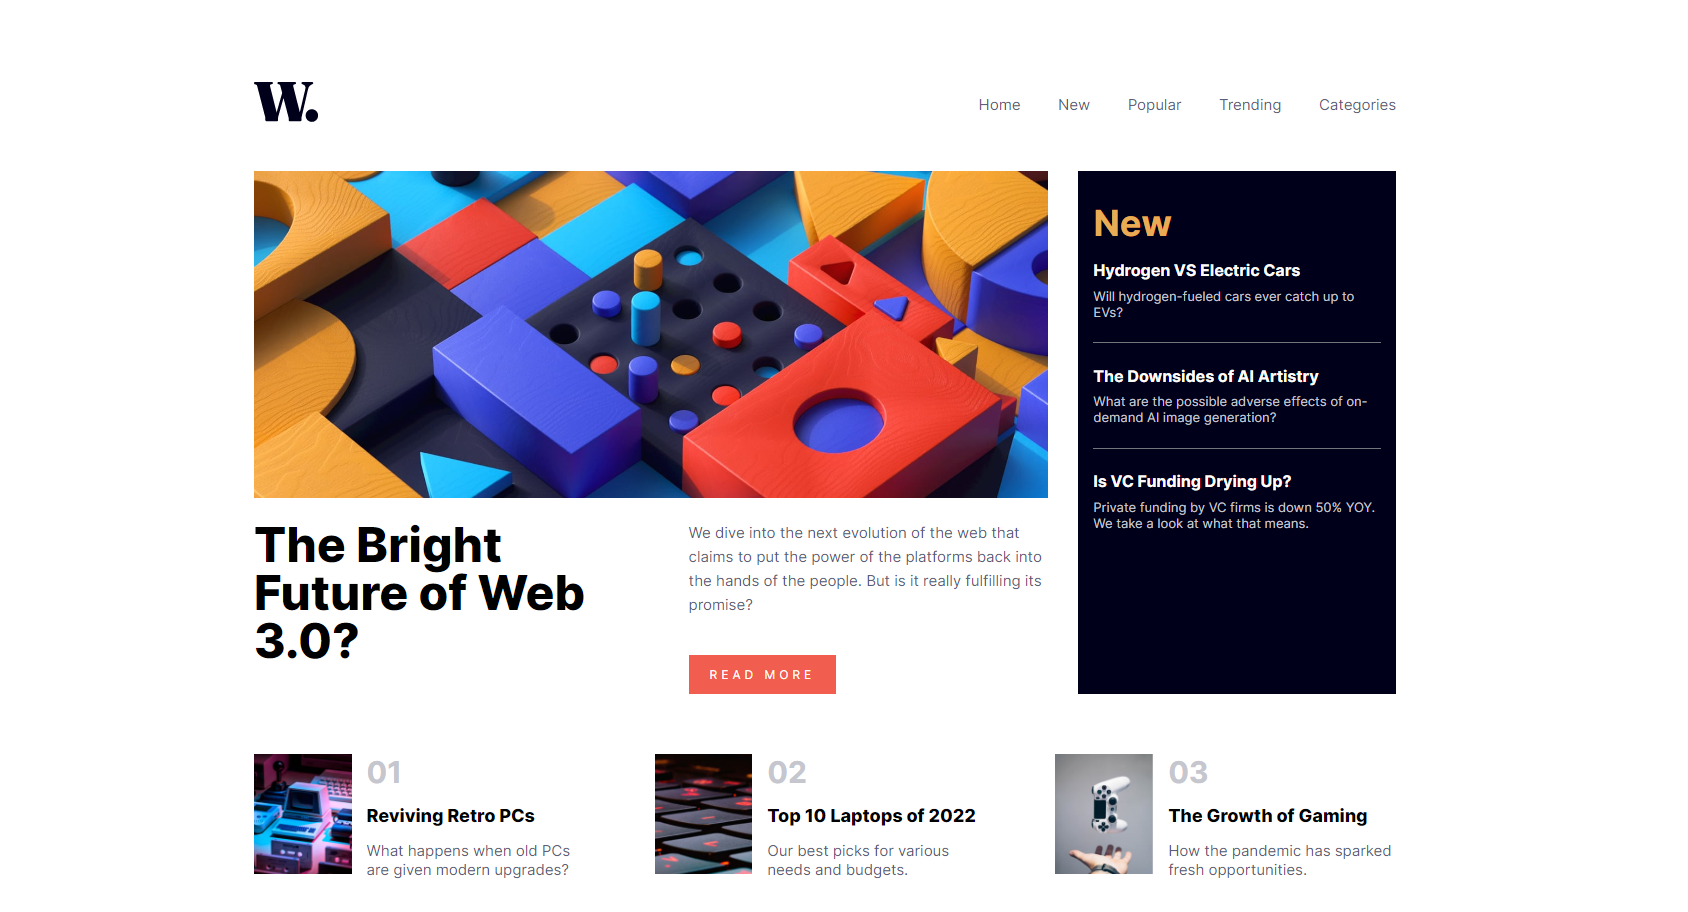 W.
Home
New
Popular
Trending
Categories
The Bright
Future of Web
3.0?
We dive into the next evolution of the web that
claims to put the power of the platforms back into
the hands of the people. But is it really fulfilling its
promise?
READ MORE
New
Hydrogen VS Electric Cars
Will hydrogen-fueled cars ever catch up to
EVs?
The Downsides of AI Artistry
What are the possible adverse effects of on-
demand AI image generation?
Is VC Funding Drying Up?
Private funding by VC firms is down 50% YOY.
We take a look at what that means.
01
Reviving Retro PCs
What happens when old PCs
are given modern upgrades?
02
Top 10 Laptops of 2022
Our best picks for various
needs and budgets.
03
The Growth of Gaming
How the pandemic has sparked
fresh opportunities.